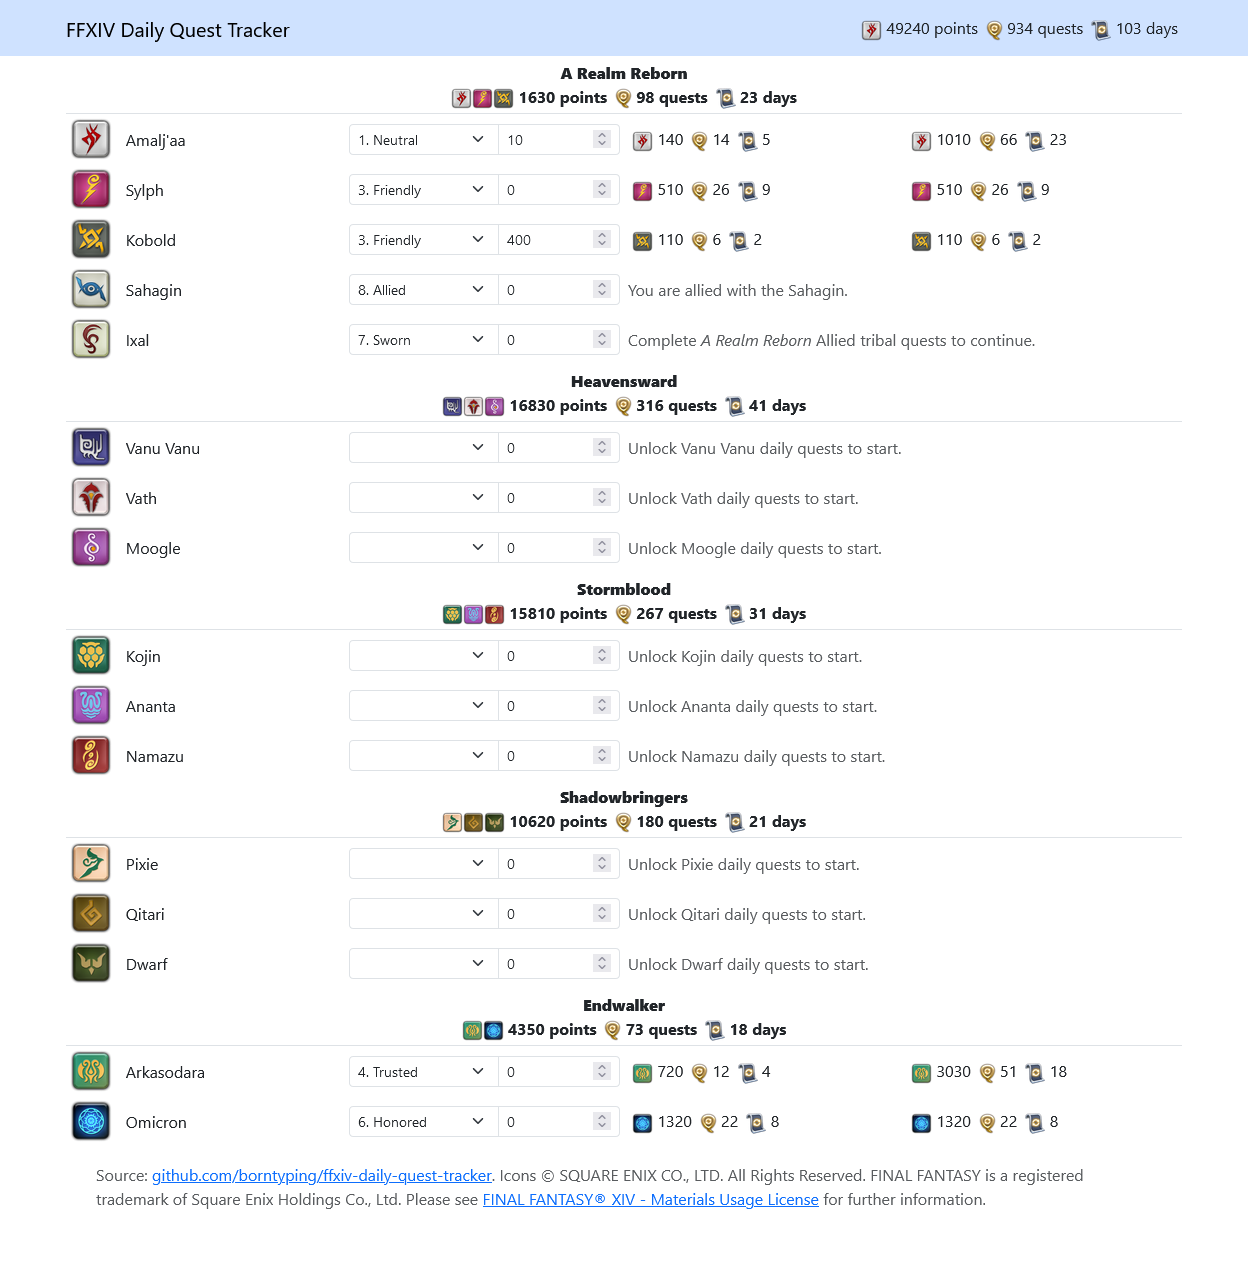 FFXIV Daily Quest Tracker 49240 points 934 quests 103 days
A Realm Reborn
1630 points 98 quests 23 days
Amalj'aa 1. Neutral 10 140 14 5 1010 66 23
Sylph 3. Friendly 0 510 26 9 510 26 9
Kobold 3. Friendly 400 110 6 2 110 6 2
Sahagin 8. Allied 0 You are allied with the Sahagin.
Ixal 7. Sworn 0 Complete A Realm Reborn Allied tribal quests to continue.
Heavensward
16830 points 316 quests 41 days
Vanu Vanu 0 Unlock Vanu Vanu daily quests to start.
Vath 0 Unlock Vath daily quests to start.
Moogle 0 Unlock Moogle daily quests to start.
Stormblood
15810 points 267 quests 31 days
Kojin 0 Unlock Kojin daily quests to start.
Ananta 0 Unlock Ananta daily quests to start.
Namazu 0 Unlock Namazu daily quests to start.
Shadowbringers
10620 points 180 quests 21 days
Pixie 0 Unlock Pixie daily quests to start.
Qitari 0 Unlock Qitari daily quests to start.
Dwarf 0 Unlock Dwarf daily quests to start.
Endwalker
4350 points 73 quests 18 days
Arkasodara 4. Trusted 0 720 12 4 3030 51 18
Omicron 6. Honored 0 1320 22 8 1320 22 8
Source: github.com/borntyping/ffxiv-daily-quest-tracker. Icons © SQUARE ENIX CO., LTD. All Rights Reserved. FINAL FANTASY is a registered
trademark of Square Enix Holdings Co., Ltd. Please see FINAL FANTASY® XIV - Materials Usage License for further information.